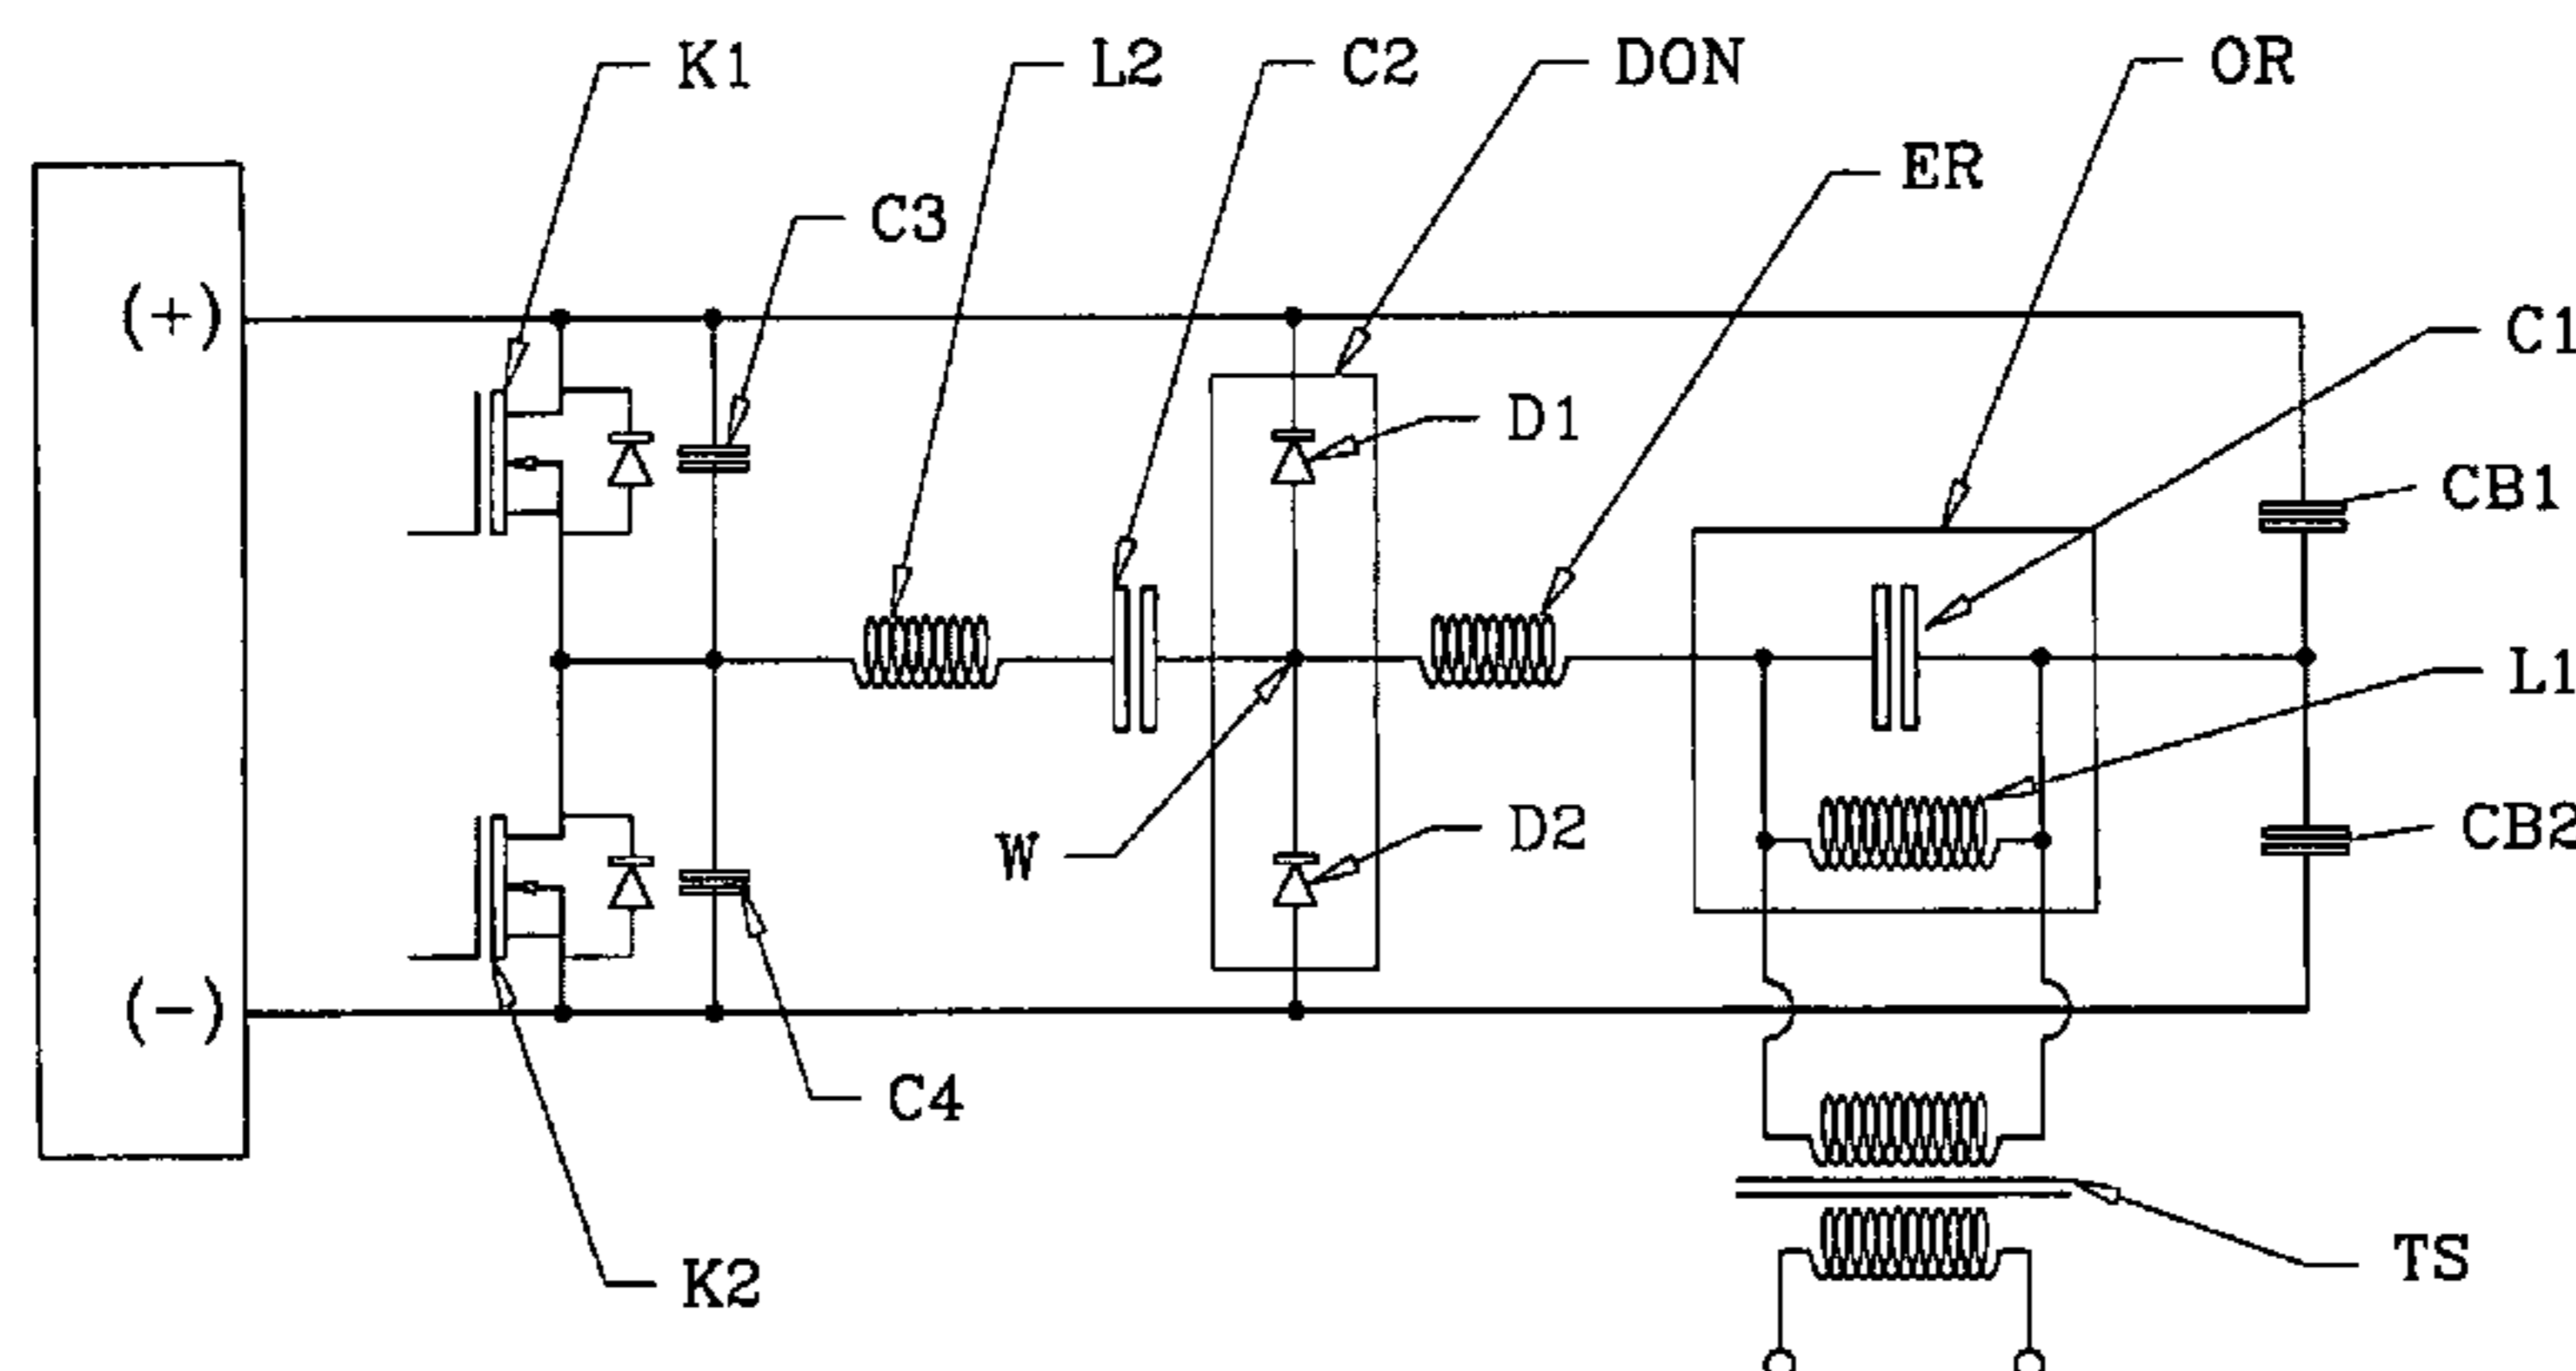 K1 L2 C2 DON OR
ER
C3
(+)
C1
D1
CB1
L1
W D2 CB2
(-)
C4
TS
K2